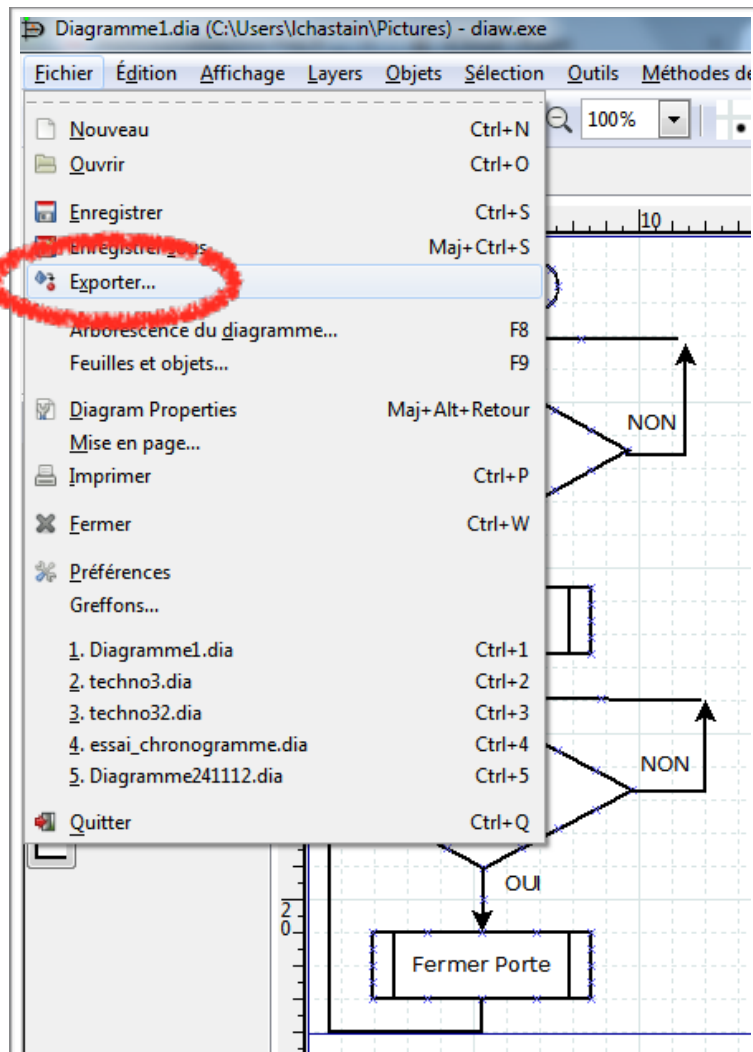 Diagramme1.dia (C:\Users\lchastain\Pictures) - diaw.exe
Fichier Édition Affichage Layers Objets Sélection Outils Méthodes de
100%
10
Nouveau Ctrl+N
Ouvrir Ctrl+O
Enregistrer Ctrl+S
Enregistrer sous Maj+Ctrl+S
Exporter...
Arborescence du diagramme... F8
Feuilles et objets... F9
Diagram Properties Maj+Alt+Retour
Mise en page...
Imprimer Ctrl+P
Fermer Ctrl+W
Préférences
Greffons...
1. Diagramme1.dia Ctrl+1
2. techno3.dia Ctrl+2
3. techno32.dia Ctrl+3
4. essai_chronogramme.dia Ctrl+4
5. Diagramme241112.dia Ctrl+5
Quitter Ctrl+Q
NON
NON
OUI
20
Fermer Porte